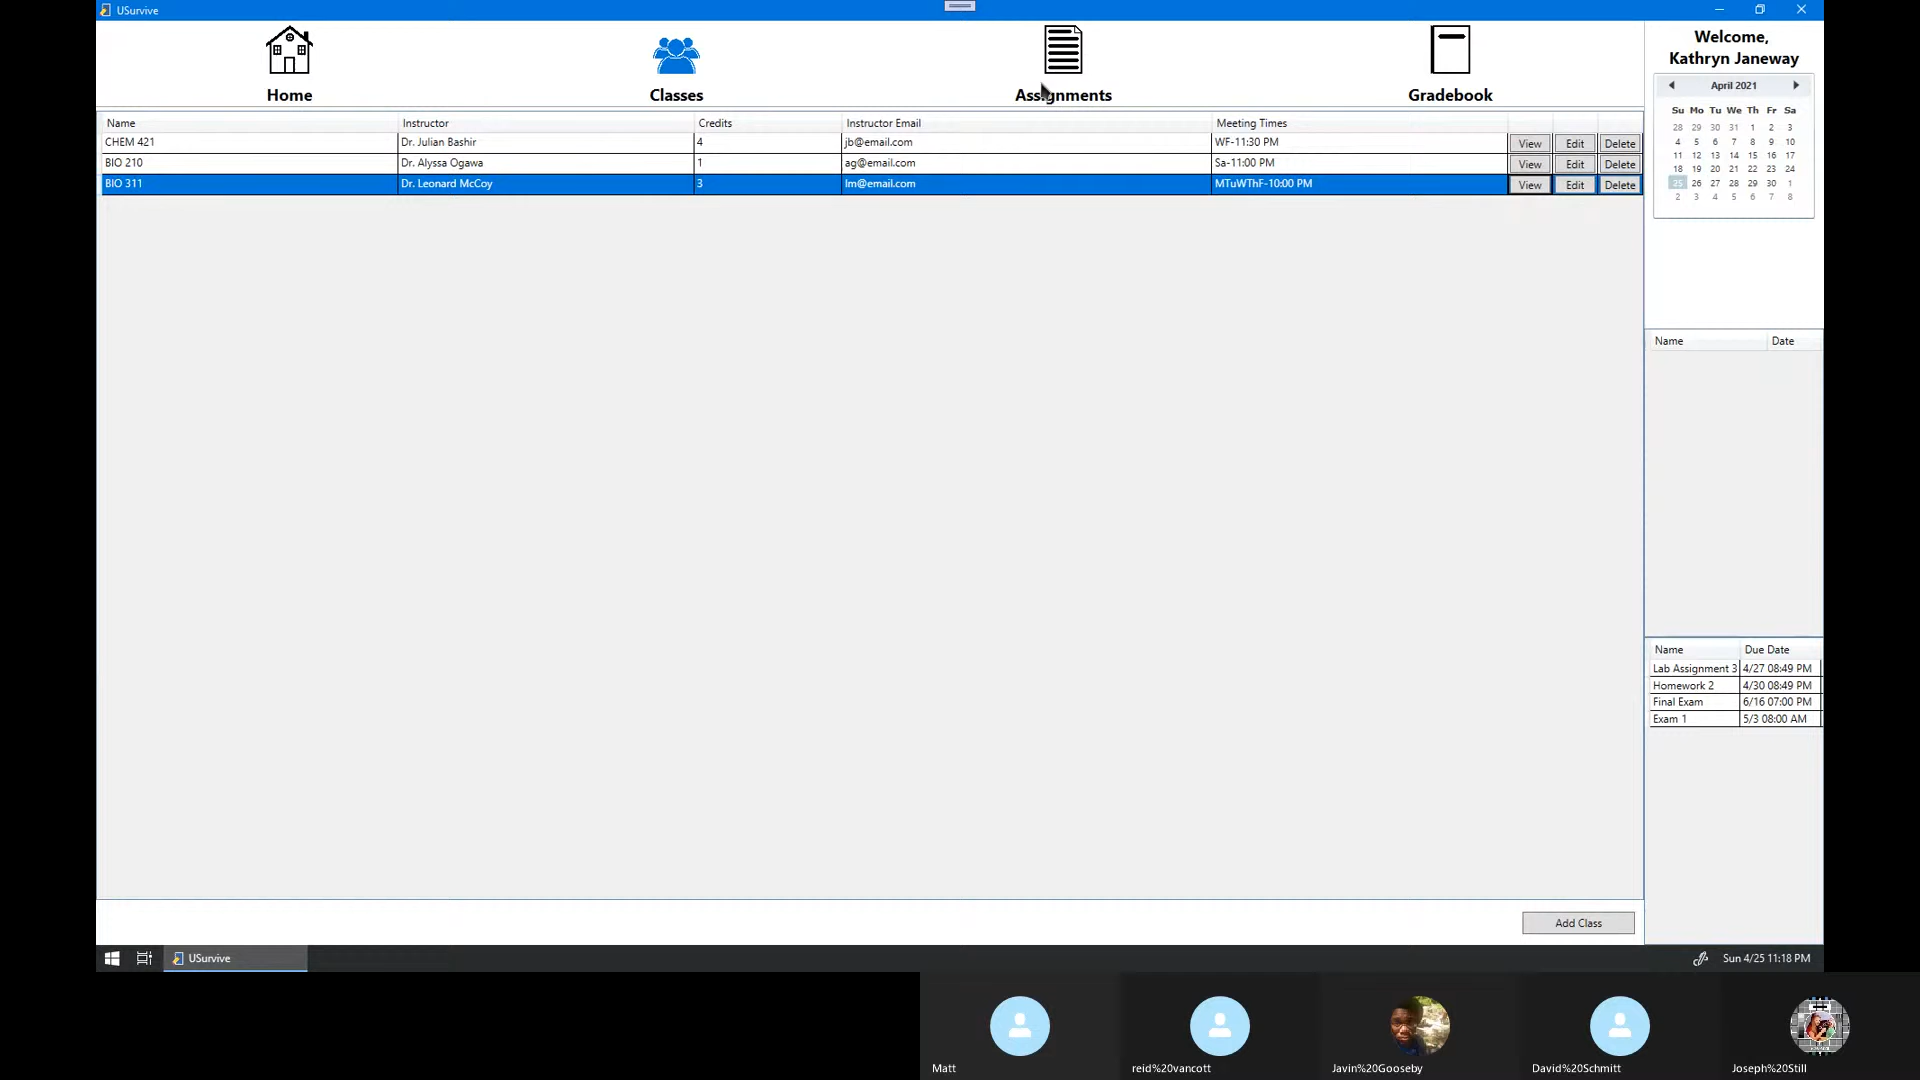 USurvive
Home
Classes
Assignments
Gradebook
Welcome,
Kathryn Janeway
April 2021
Su Mo Tu We Th Fr Sa
28 29 30 31 1 2 3
4 5 6 7 8 9 10
11 12 13 14 15 16 17
18 19 20 21 22 23 24
25 26 27 28 29 30 1
2 3 4 5 6 7 8
Name Instructor Credits Instructor Email Meeting Times
CHEM 421 Dr. Julian Bashir 4 jb@email.com WF-11:30 PM View Edit Delete
BIO 210 Dr. Alyssa Ogawa 1 ag@email.com Sa-11:00 PM View Edit Delete
BIO 311 Dr. Leonard McCoy 3 lm@email.com MTuWThF-10:00 PM View Edit Delete
Name Date
Name Due Date
Lab Assignment 3 4/27 08:49 PM
Homework 2 4/30 08:49 PM
Final Exam 6/16 07:00 PM
Exam 1 5/3 08:00 AM
Add Class
USurvive
Sun 4/25 11:18 PM
Matt
reid%20vancott
Javin%20Gooseby
David%20Schmitt
Joseph%20Still